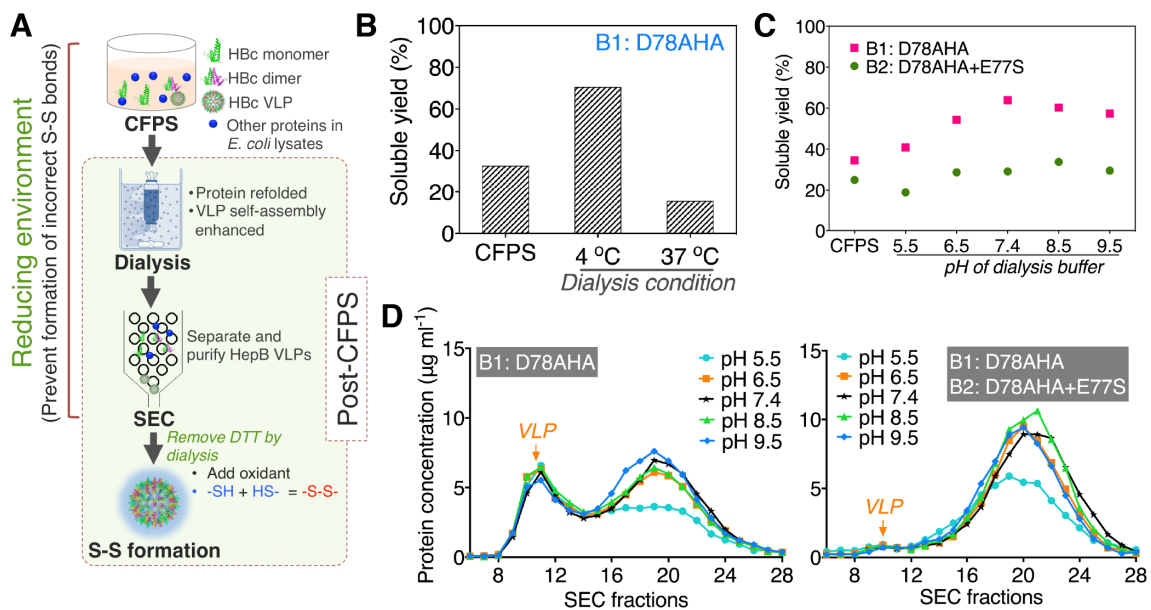 A
Reducing environment
(Prevent formation of incorrect S-S bonds)
CFPS
HBc monomer
HBc dimer
HBc VLP
Other proteins in
E. coli lysates
Dialysis
•Protein refolded
•VLP self-assembly
enhanced
Separate and
purify HepB VLPs
SEC
Remove DTT by
dialysis
• Add oxidant
• -SH + HS- = -S-S-
S-S formation
Post-CFPS
B
B1: D78AHA
Soluble yield (%)
100
80
60
40
20
0
CFPS
4 ºC
37 ºC
Dialysis condition
C
B1: D78AHA
B2: D78AHA+E77S
Soluble yield (%)
100
80
60
40
20
0
CFPS
5.5
6.5
7.4
8.5
9.5
pH of dialysis buffer
D
Protein concentration (µg ml-1)
B1: D78AHA
VLP
pH 5.5
pH 6.5
pH 7.4
pH 8.5
pH 9.5
15
10
5
0
8
12
16
20
24
28
SEC fractions
B1: D78AHA
B2: D78AHA+E77S
pH 5.5
pH 6.5
pH 7.4
pH 8.5
pH 9.5
VLP
15
10
5
0
8
12
16
20
24
28
SEC fractions